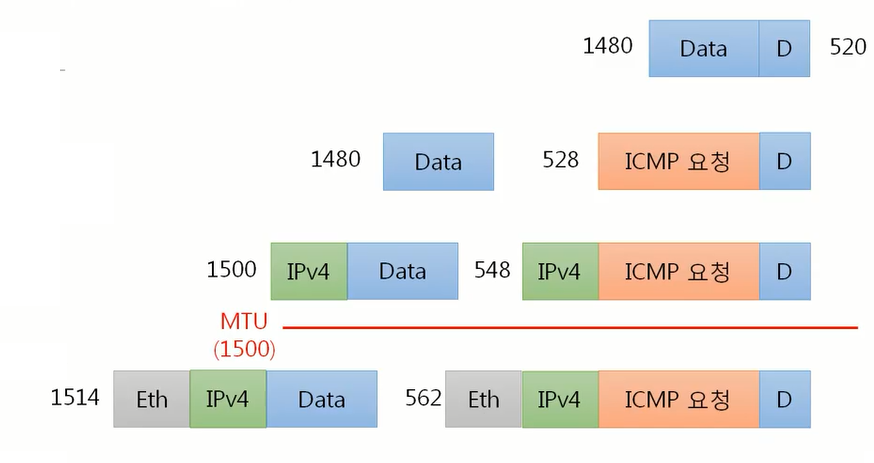 1480 Data D 520
1480 Data 528 ICMP 요청 D
1500 IPv4 Data 548 IPv4 ICMP 요청 D
MTU
(1500)
1514 Eth IPv4 Data 562 Eth IPv4 ICMP 요청 D